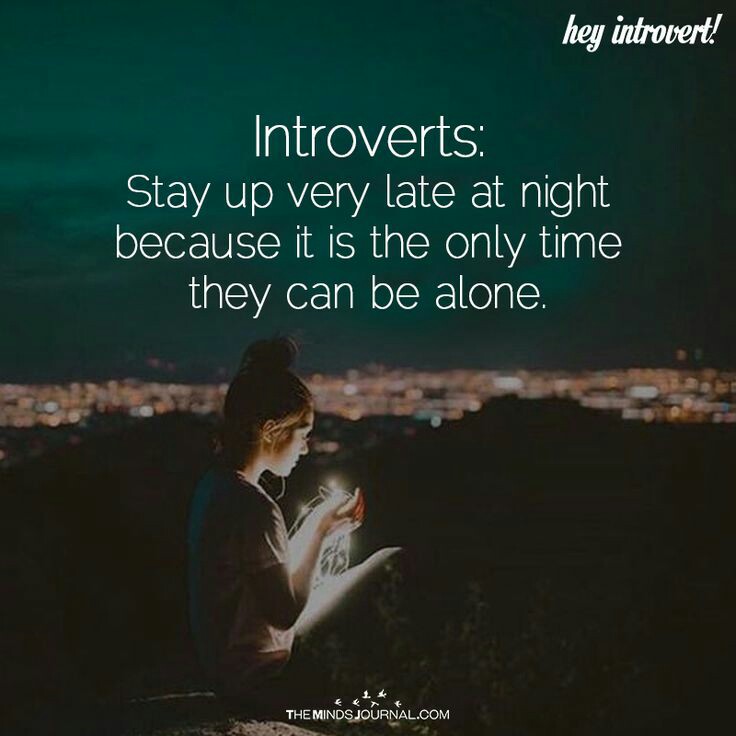 hey introvert!
Introverts:
Stay up very late at night
because it is the only time
they can be alone.
THEMINDSJOURNAL.COM